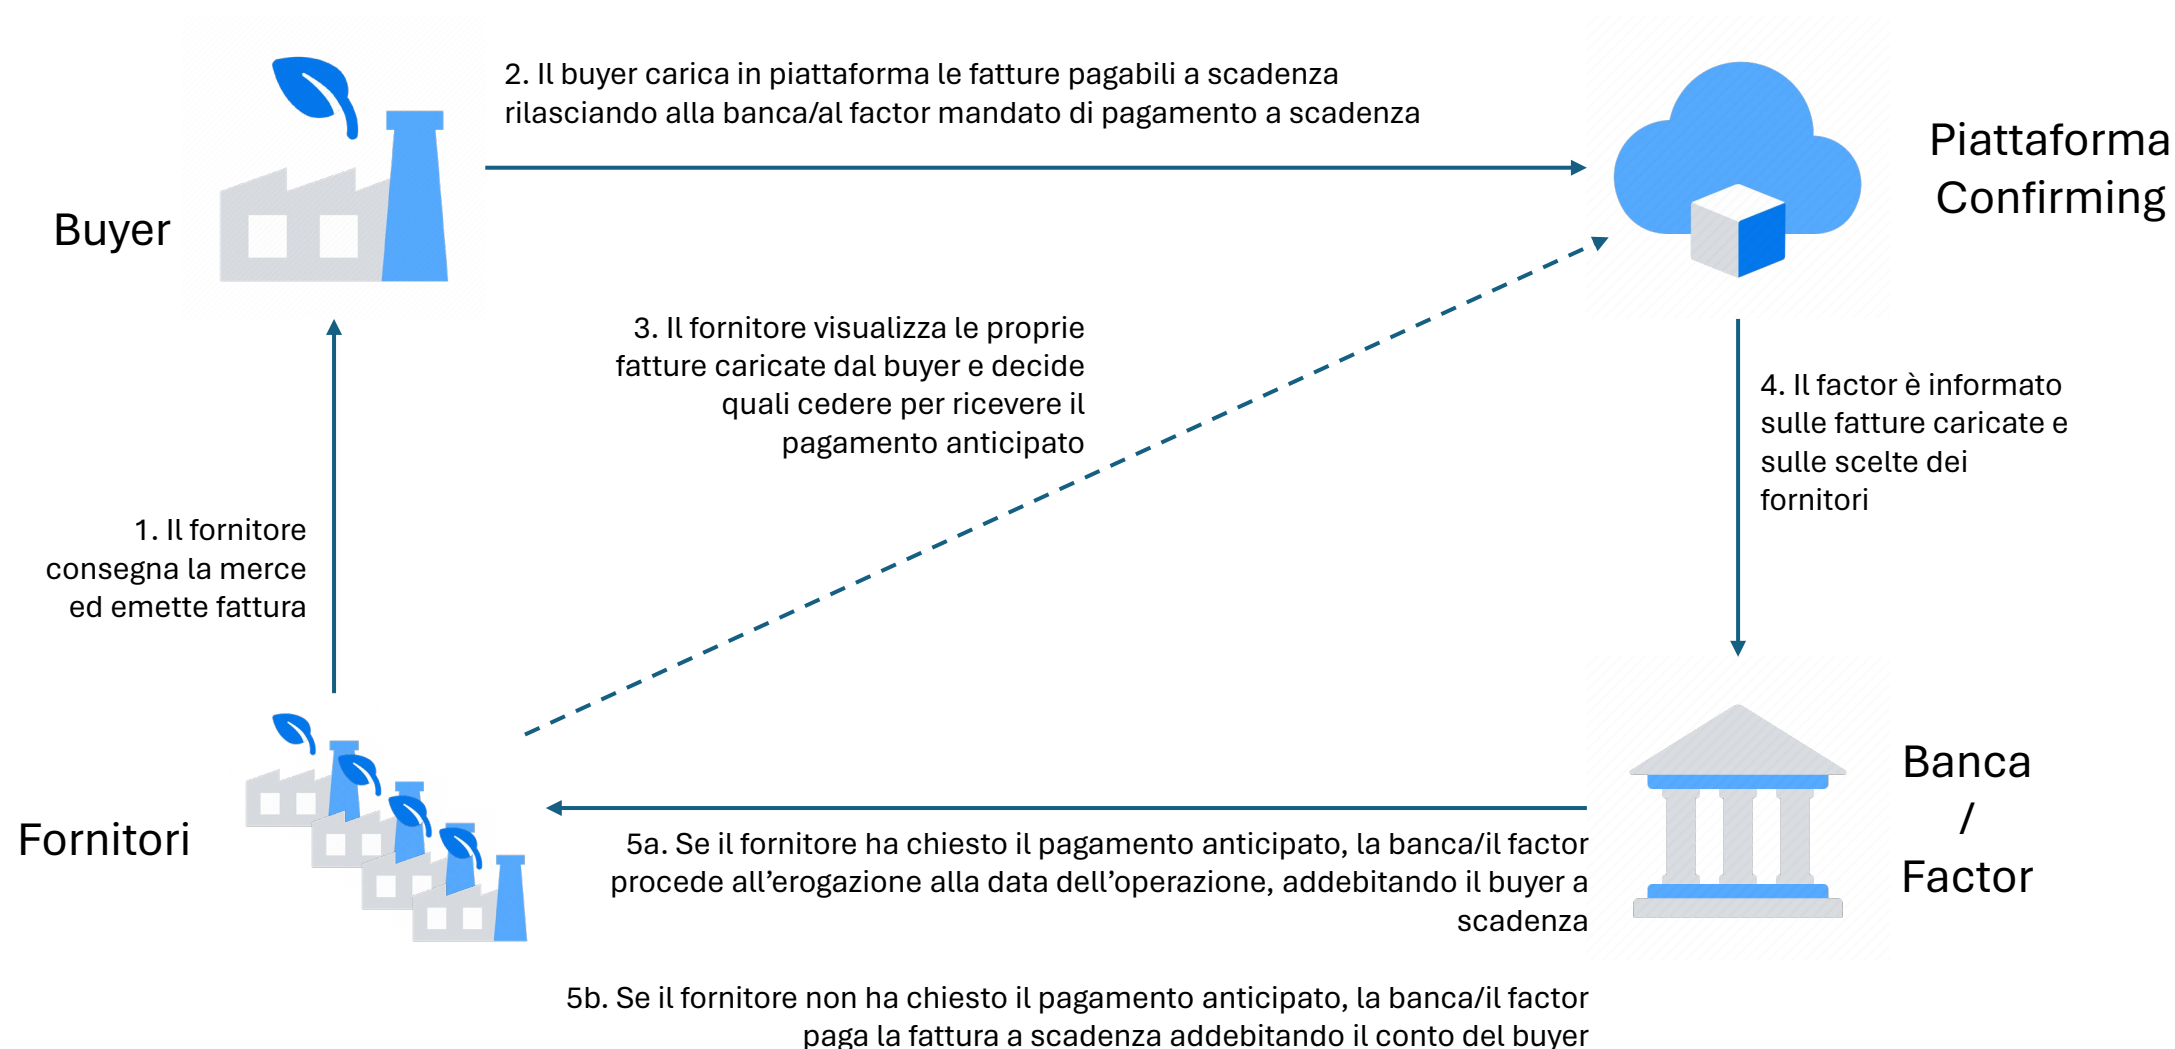 2. Il buyer carica in piattaforma le fatture pagabili a scadenza
rilasciando alla banca/al factor mandato di pagamento a scadenza
Piattaforma
Confirming
Buyer
3. Il fornitore visualizza le proprie
fatture caricate dal buyer e decide
quali cedere per ricevere il
pagamento anticipato
4. Il factor è informato
sulle fatture caricate e
sulle scelte dei
fornitori
1. Il fornitore
consegna la merce
ed emette fattura
Fornitori
Banca
/
Factor
5a. Se il fornitore ha chiesto il pagamento anticipato, la banca/il factor
procede all’erogazione alla data dell’operazione, addebitando il buyer a
scadenza
5b. Se il fornitore non ha chiesto il pagamento anticipato, la banca/il factor
paga la fattura a scadenza addebitando il conto del buyer